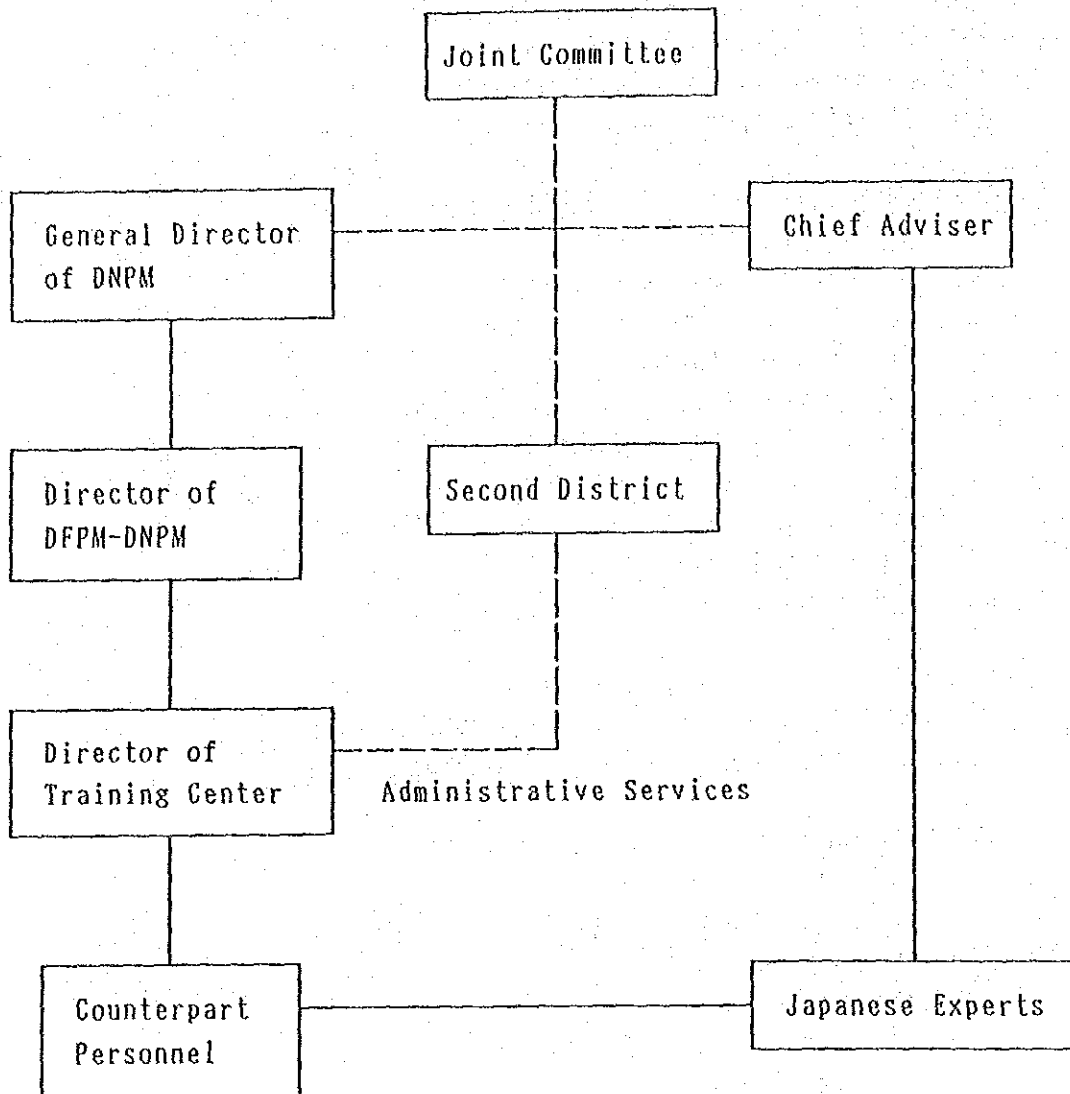 Joint Committee
General Director
of DNPM
Chief Adviser
Director of
DFPM-DNPM
Second District
Director of
Training Center
Administrative Services
Counterpart
Personnel
Japanese Experts